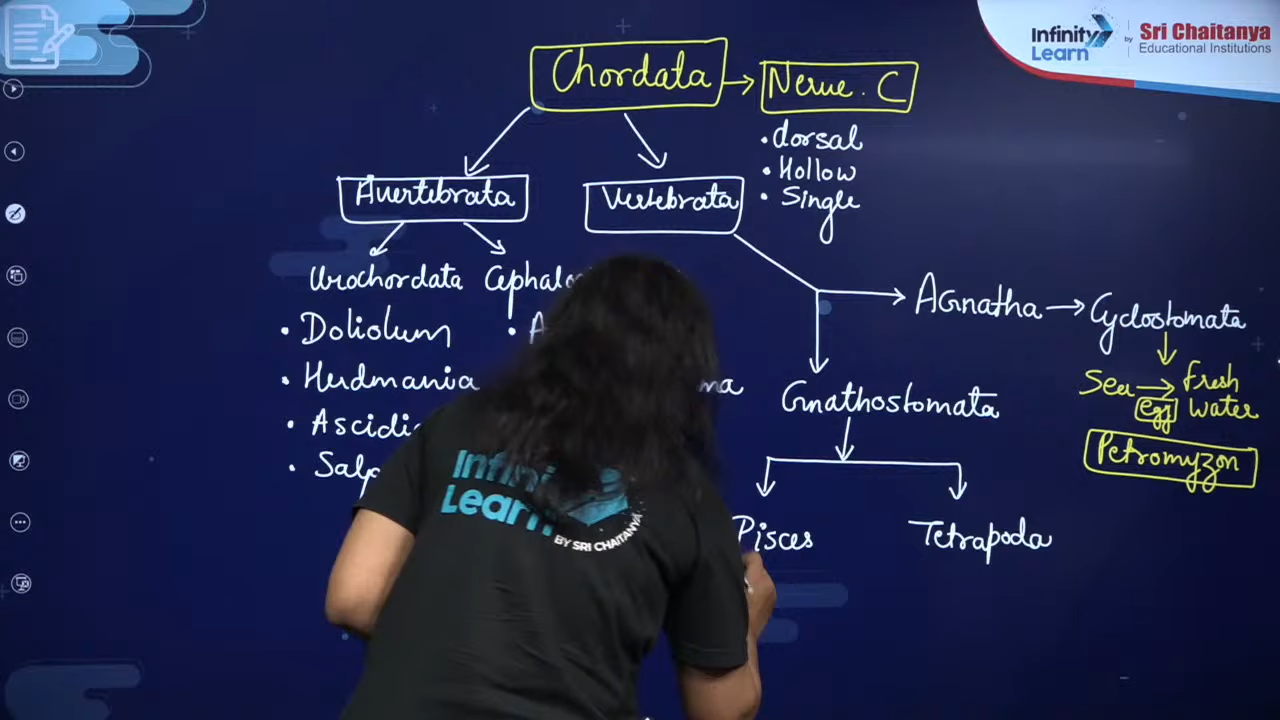 Infinity Learn by Sri Chaitanya Educational Institutions
Chordata → Nerve. C
• dorsal
• Hollow
• Single
Avertebrata
Vertebrata
Urochordata
• Doliolum
• Herdmania
Agnatha → Cyclostomata
Sea → fresh water
egg
Petromyzon
Gnathostomata
Pisces
Tetrapoda
Infini
Learn
BY SRI CHAITANYA